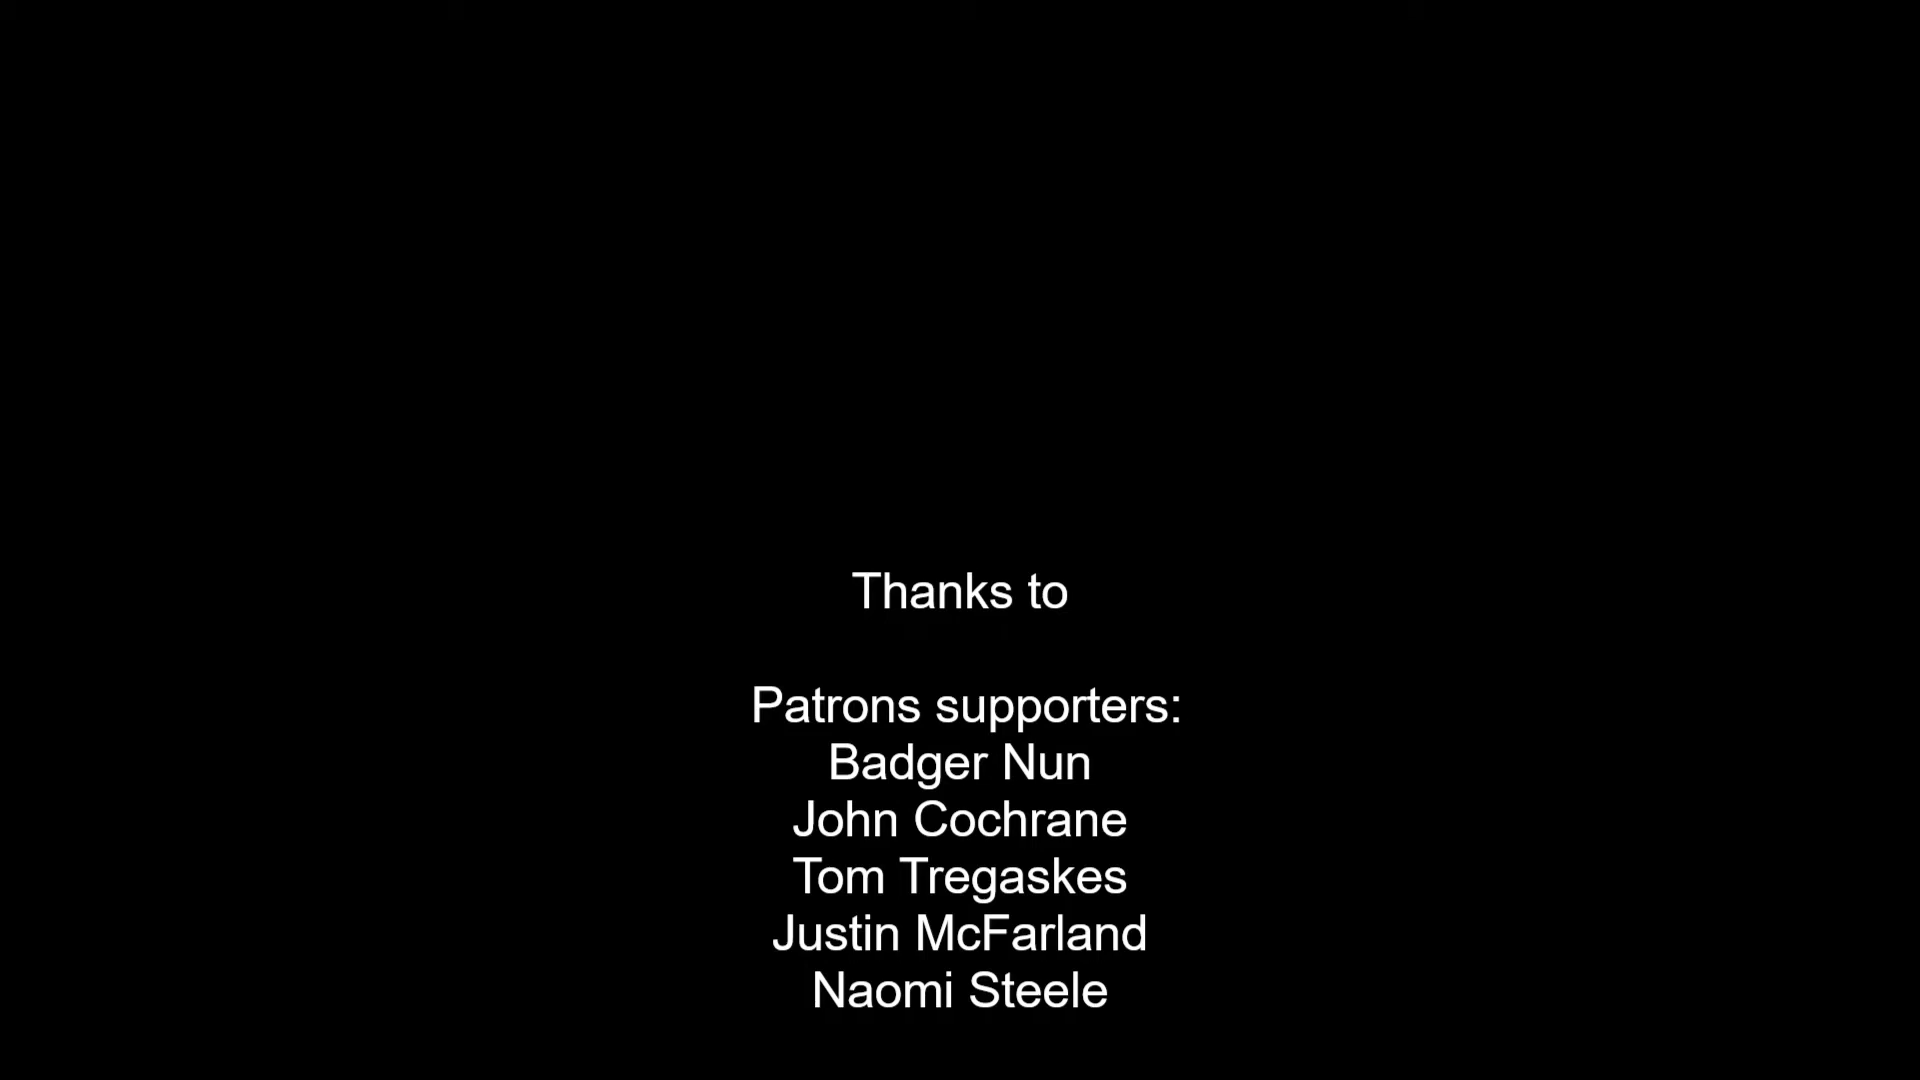 Thanks to
Patrons supporters:
Badger Nun
John Cochrane
Tom Tregaskes
Justin McFarland
Naomi Steele